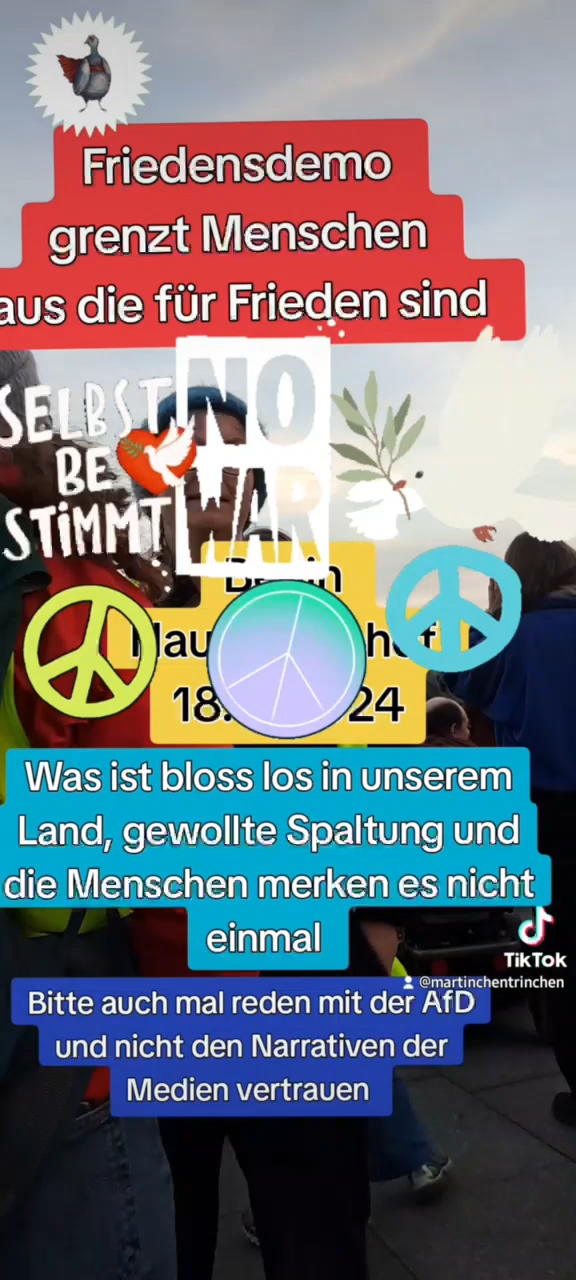 Friedensdemo
grenzt Menschen
aus die für Frieden sind
SELBST
BE
STIMMT
NO
WAR
Was ist bloss los in unserem
Land, gewollte Spaltung und
die Menschen merken es nicht
einmal
TikTok
@martinchentrinchen
Bitte auch mal reden mit der AfD
und nicht den Narrativen der
Medien vertrauen